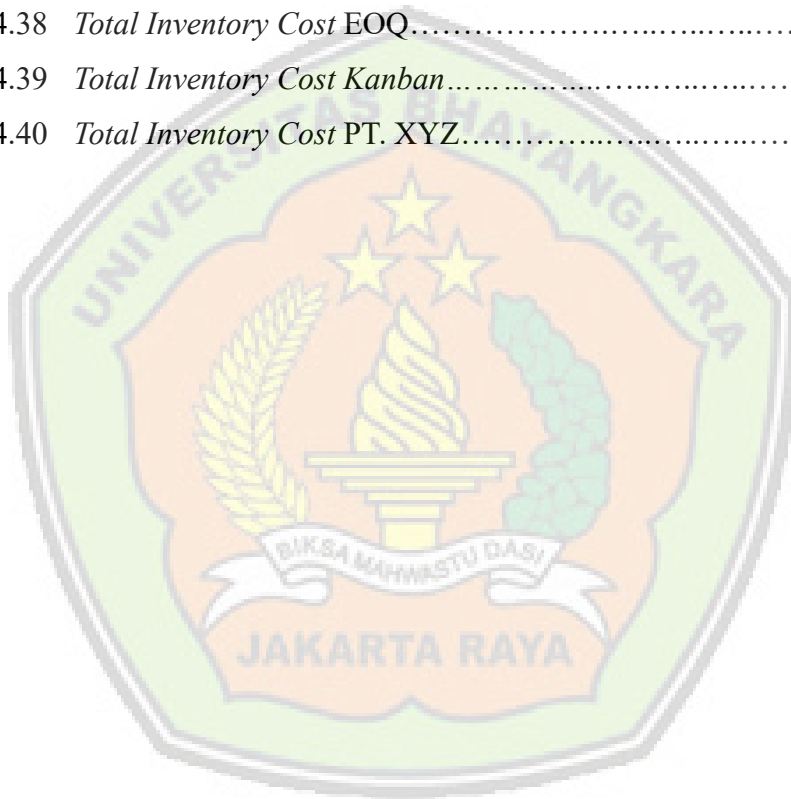 4.38 Total Inventory Cost EOQ……………….…..…..…..….
4.39 Total Inventory Cost Kanban……………..…..…..…..….
4.40 Total Inventory Cost PT. XYZ…………..…..…..…..….
UNIVERSITAS BHAYANGKARA
BIKSA MAHWASTU DASI
JAKARTA RAYA